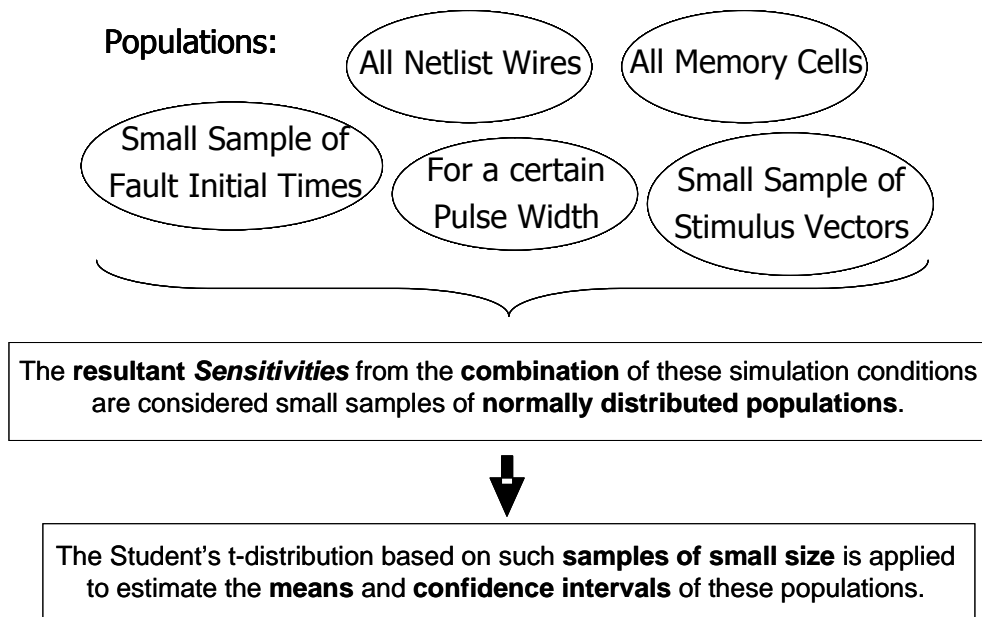 Populations:
All Netlist Wires
All Memory Cells
Small Sample of
Fault Initial Times
For a certain
Pulse Width
Small Sample of
Stimulus Vectors
The resultant Sensitivities from the combination of these simulation conditions
are considered small samples of normally distributed populations.
The Student's t-distribution based on such samples of small size is applied
to estimate the means and confidence intervals of these populations.